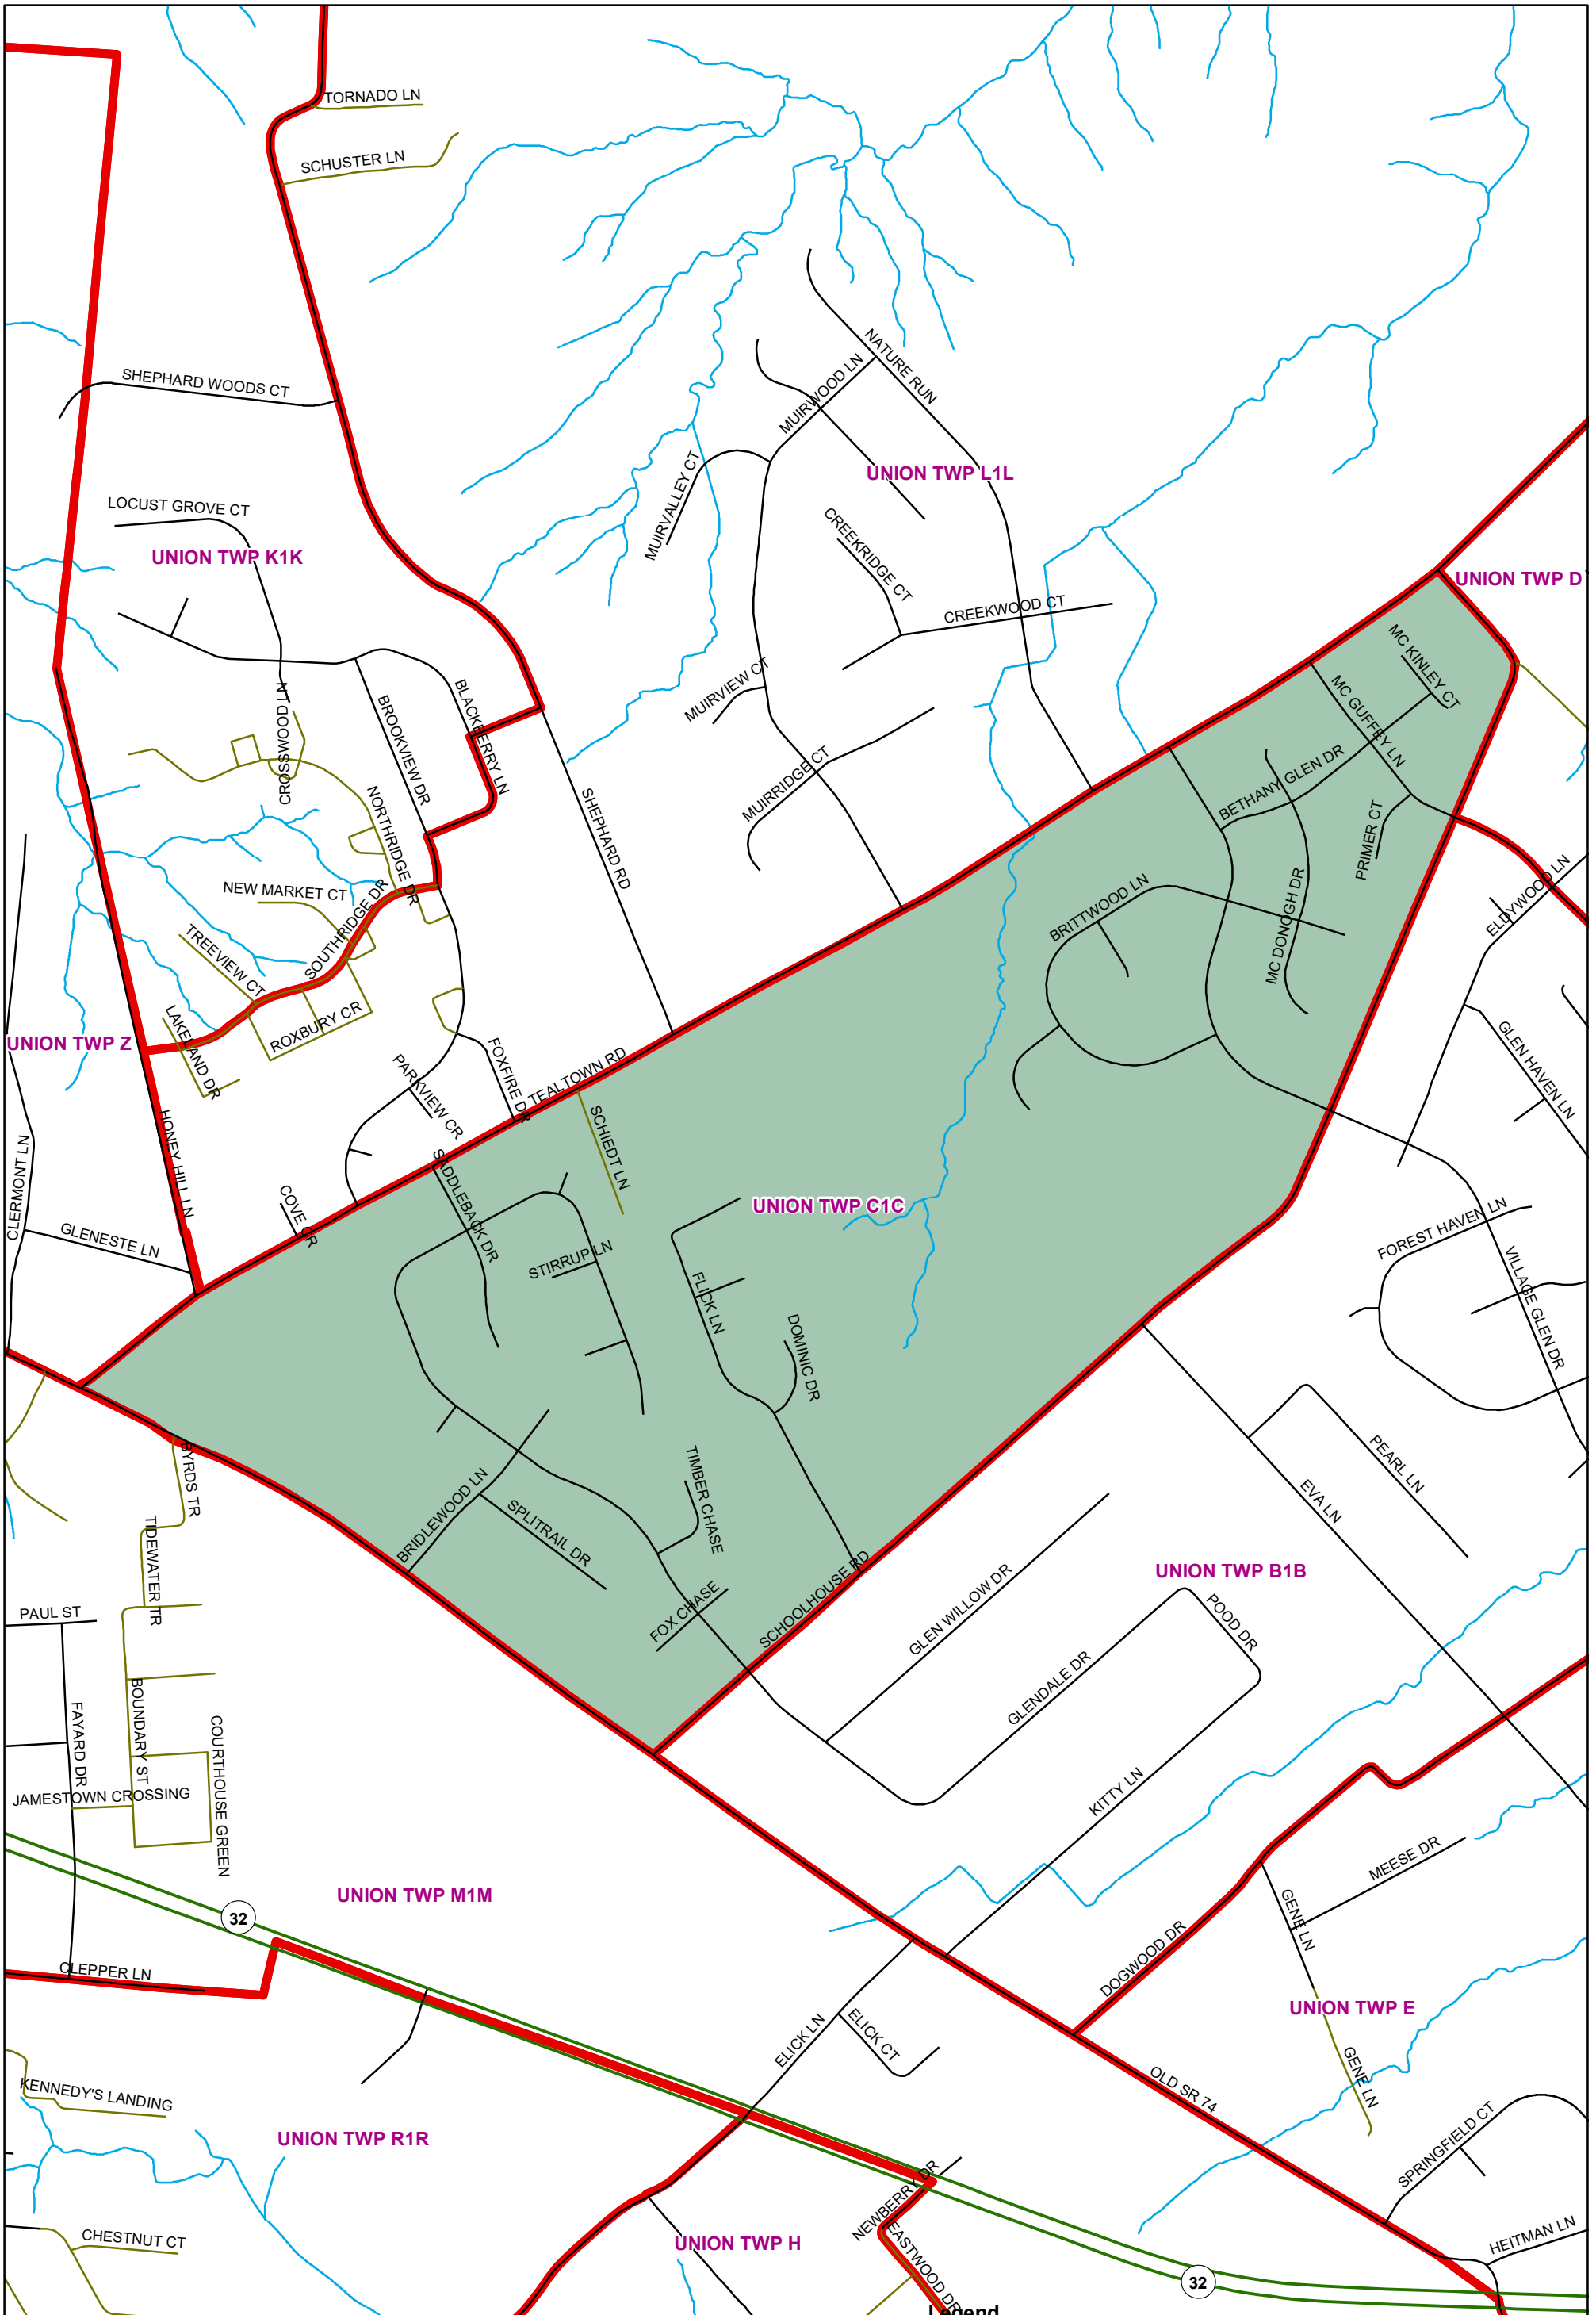 TORNADO LN
SCHUSTER LN
SHEPHARD WOODS CT
NATURE RUN
MUIRWOOD LN
UNION TWP L1L
MUIRVALLEY CT
LOCUST GROVE CT
UNION TWP K1K
CREEKRIDGE CT
CREEKWOOD CT
UNION TWP D
MC KINLEY CT
MUIRVIEW CT
MC GUFFEY LN
CROSSWOOD LN
BROOKVIEW DR
BLACKBERRY LN
MUIRRIDGE CT
BETHANY GLEN DR
NORTHRIDGE DR
SHEPHARD RD
PRIMER CT
NEW MARKET CT
SOUTHRIDGE DR
TREEVIEW CT
BRITTWOOD LN
MC DONOGH DR
ELDYWOOD LN
UNION TWP Z
LAKELAND DR
ROXBURY CR
GLEN HAVEN LN
PARKVIEW CR
FOXFIRE DR
TEALTOWN RD
SCHIEDT LN
HONEY HILL LN
CLERMONT LN
GLENESTE LN
COVE CR
SADDLEBACK DR
STIRRUP LN
UNION TWP C1C
FLICK LN
DOMINIC DR
FOREST HAVEN LN
VILLAGE GLEN DR
BYRDS TR
TIDEWATER TR
BRIDLEWOOD LN
SPLITRAIL DR
TIMBER CHASE
FOX CHASE
SCHOOLHOUSE RD
PEARL LN
EVA LN
UNION TWP B1B
GLEN WILLOW DR
POOD DR
GLENDALE DR
KITTY LN
PAUL ST
FAYARD DR
BOUNDARY ST
COURTHOUSE GREEN
JAMESTOWN CROSSING
UNION TWP M1M
32
CLEPPER LN
MEESE DR
GENE LN
DOGWOOD DR
UNION TWP E
GENE LN
ELICK LN
ELICK CT
OLD SR 74
SPRINGFIELD CT
KENNEDY'S LANDING
UNION TWP R1R
CHESTNUT CT
UNION TWP H
NEWBERRY DR
EASTWOOD DR
32
HEITMAN LN
Legend